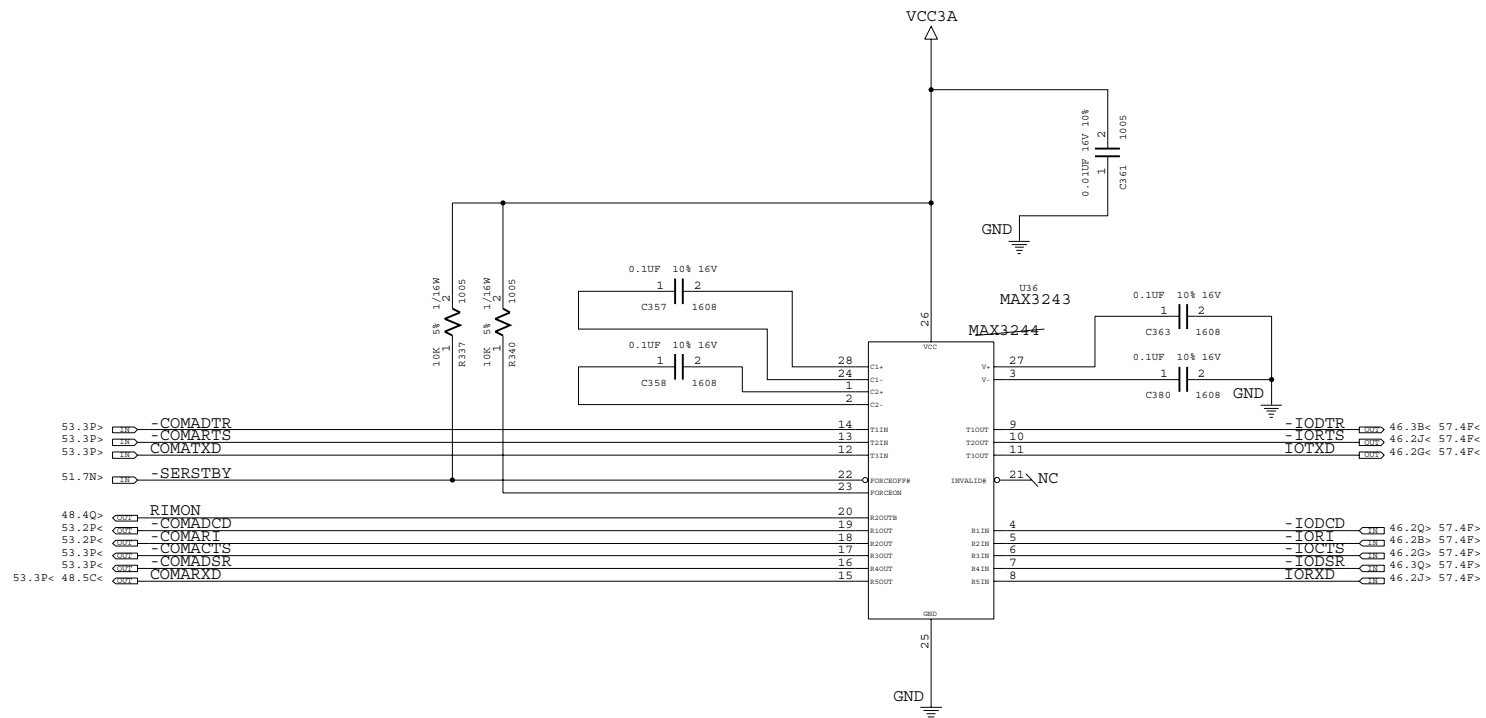 VCC3A
0.01UF 16V 10%
2
1
1005
C361
GND
10K 5% 1/16W
2
1
1005
R337
10K 5% 1/16W
2
1
1005
R340
0.1UF 10% 16V
1 2
C357 1608
0.1UF 10% 16V
1 2
C358 1608
U36
MAX3243
MAX3244
0.1UF 10% 16V
1 2
C363 1608
0.1UF 10% 16V
1 2
C380 1608
GND
26
VCC
28 C1+ V+ 27
24 C1- V- 3
1 C2+
2 C2-
53.3P> IN -COMADTR 14 T1IN T1OUT 9 -IODTR OUT 46.3B< 57.4F<
53.3P> IN -COMARTS 13 T2IN T2OUT 10 -IORTS OUT 46.2J< 57.4F<
53.3P> IN COMATXD 12 T3IN T3OUT 11 IOTXD OUT 46.2G< 57.4F<
51.7N> IN -SERSTBY 22 FORCEOFF# INVALID# 21 NC
23 FORCEON
48.4Q> OUT RIMON 20 R2OUTB
53.2P< OUT -COMADCD 19 R1OUT R1IN 4 -IODCD IN 46.2Q> 57.4F>
53.2P< OUT -COMARI 18 R2OUT R2IN 5 -IORI IN 46.2B> 57.4F>
53.3P< OUT -COMACTS 17 R3OUT R3IN 6 -IOCTS IN 46.2G> 57.4F>
53.3P< OUT -COMADSR 16 R4OUT R4IN 7 -IODSR IN 46.3Q> 57.4F>
53.3P< 48.5C< OUT COMARXD 15 R5OUT R5IN 8 IORXD IN 46.2J> 57.4F>
GND
25
GND